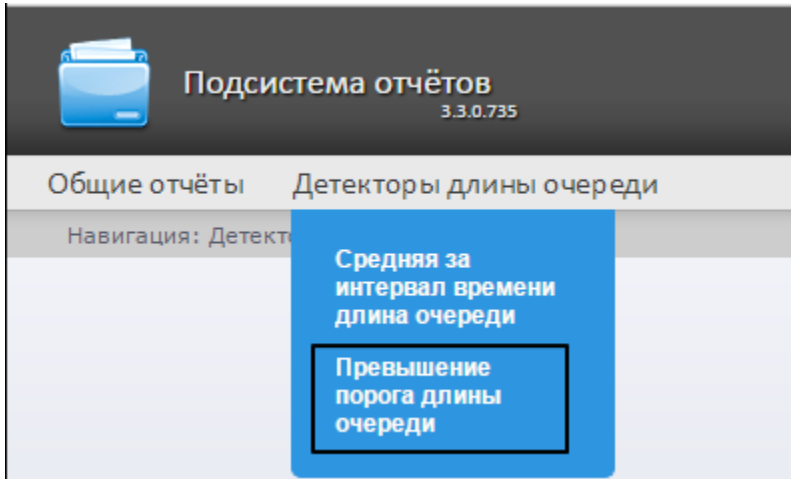 Подсистема отчётов
3.3.0.735
Общие отчёты Детекторы длины очереди
Навигация: Детект
Средняя за
интервал времени
длина очереди
Превышение
порога длины
очереди